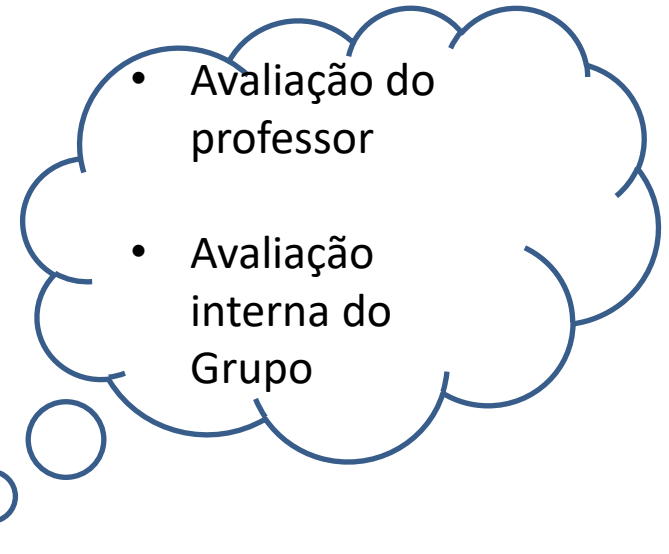 • Avaliação do
professor
• Avaliação
interna do
Grupo